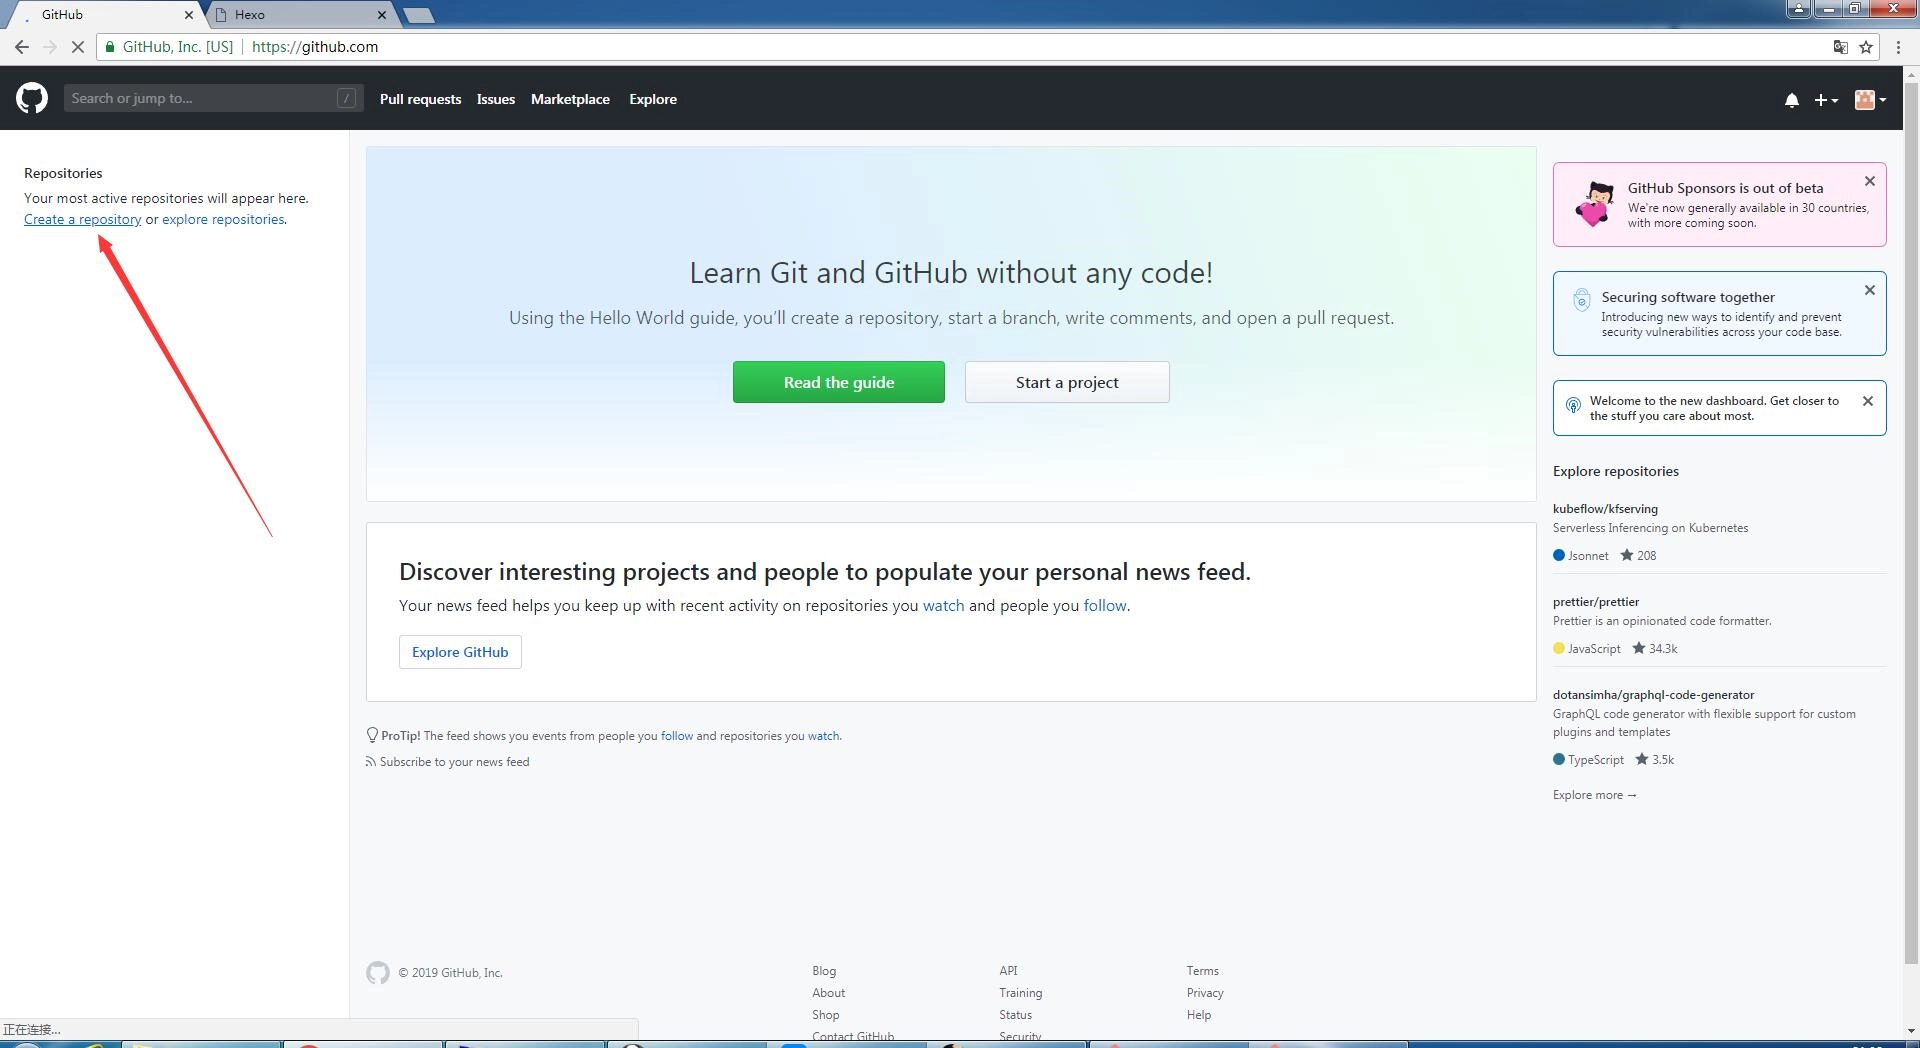 GitHub
Hexo
GitHub, Inc. [US]
https://github.com
Search or jump to...
/
Pull requests
Issues
Marketplace
Explore
Repositories
Your most active repositories will appear here.
Create a repository or explore repositories.
Learn Git and GitHub without any code!
Using the Hello World guide, you’ll create a repository, start a branch, write comments, and open a pull request.
Read the guide
Start a project
Discover interesting projects and people to populate your personal news feed.
Your news feed helps you keep up with recent activity on repositories you watch and people you follow.
Explore GitHub
ProTip! The feed shows you events from people you follow and repositories you watch.
Subscribe to your news feed
GitHub Sponsors is out of beta
We're now generally available in 30 countries,
with more coming soon.
Securing software together
Introducing new ways to identify and prevent
security vulnerabilities across your code base.
Welcome to the new dashboard. Get closer to
the stuff you care about most.
Explore repositories
kubeflow/kfserving
Serverless Inferencing on Kubernetes
Jsonnet 208
prettier/prettier
Prettier is an opinionated code formatter.
JavaScript 34.3k
dotansimha/graphql-code-generator
GraphQL code generator with flexible support for custom
plugins and templates
TypeScript 3.5k
Explore more →
© 2019 GitHub, Inc.
Blog
About
Shop
Contact GitHub
API
Training
Status
Security
Terms
Privacy
Help
正在连接...